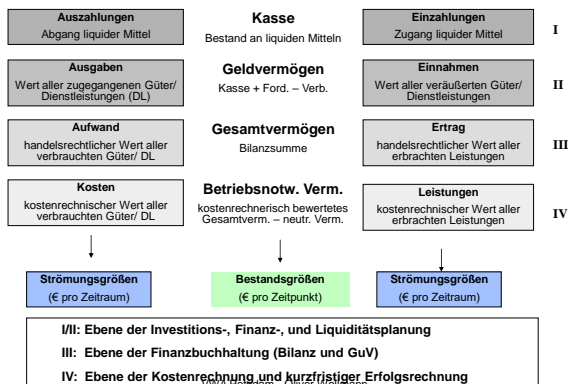 Auszahlungen
Abgang liquider Mittel
Kasse
Bestand an liquiden Mitteln
Einzahlungen
Zugang liquider Mittel
I
Ausgaben
Wert aller zugegangenen Güter/
Dienstleistungen (DL)
Geldvermögen
Kasse + Ford. – Verb.
Einnahmen
Wert aller veräußerten Güter/
Dienstleistungen
II
Aufwand
handelsrechtlicher Wert aller
verbrauchten Güter/ DL
Gesamtvermögen
Bilanzsumme
Ertrag
handelsrechtlicher Wert aller
erbrachten Leistungen
III
Kosten
kostenrechnischer Wert aller
verbrauchten Güter/ DL
Betriebsnotw. Verm.
kostenrechnerisch bewertetes
Gesamtverm. – neutr. Verm.
Leistungen
kostenrechnischer Wert aller
erbrachten Leistungen
IV
Strömungsgrößen
(€ pro Zeitraum)
Bestandsgrößen
(€ pro Zeitpunkt)
Strömungsgrößen
(€ pro Zeitraum)
I/II: Ebene der Investitions-, Finanz-, und Liquiditätsplanung
III: Ebene der Finanzbuchhaltung (Bilanz und GuV)
IV: Ebene der Kostenrechnung und kurzfristiger Erfolgsrechnung